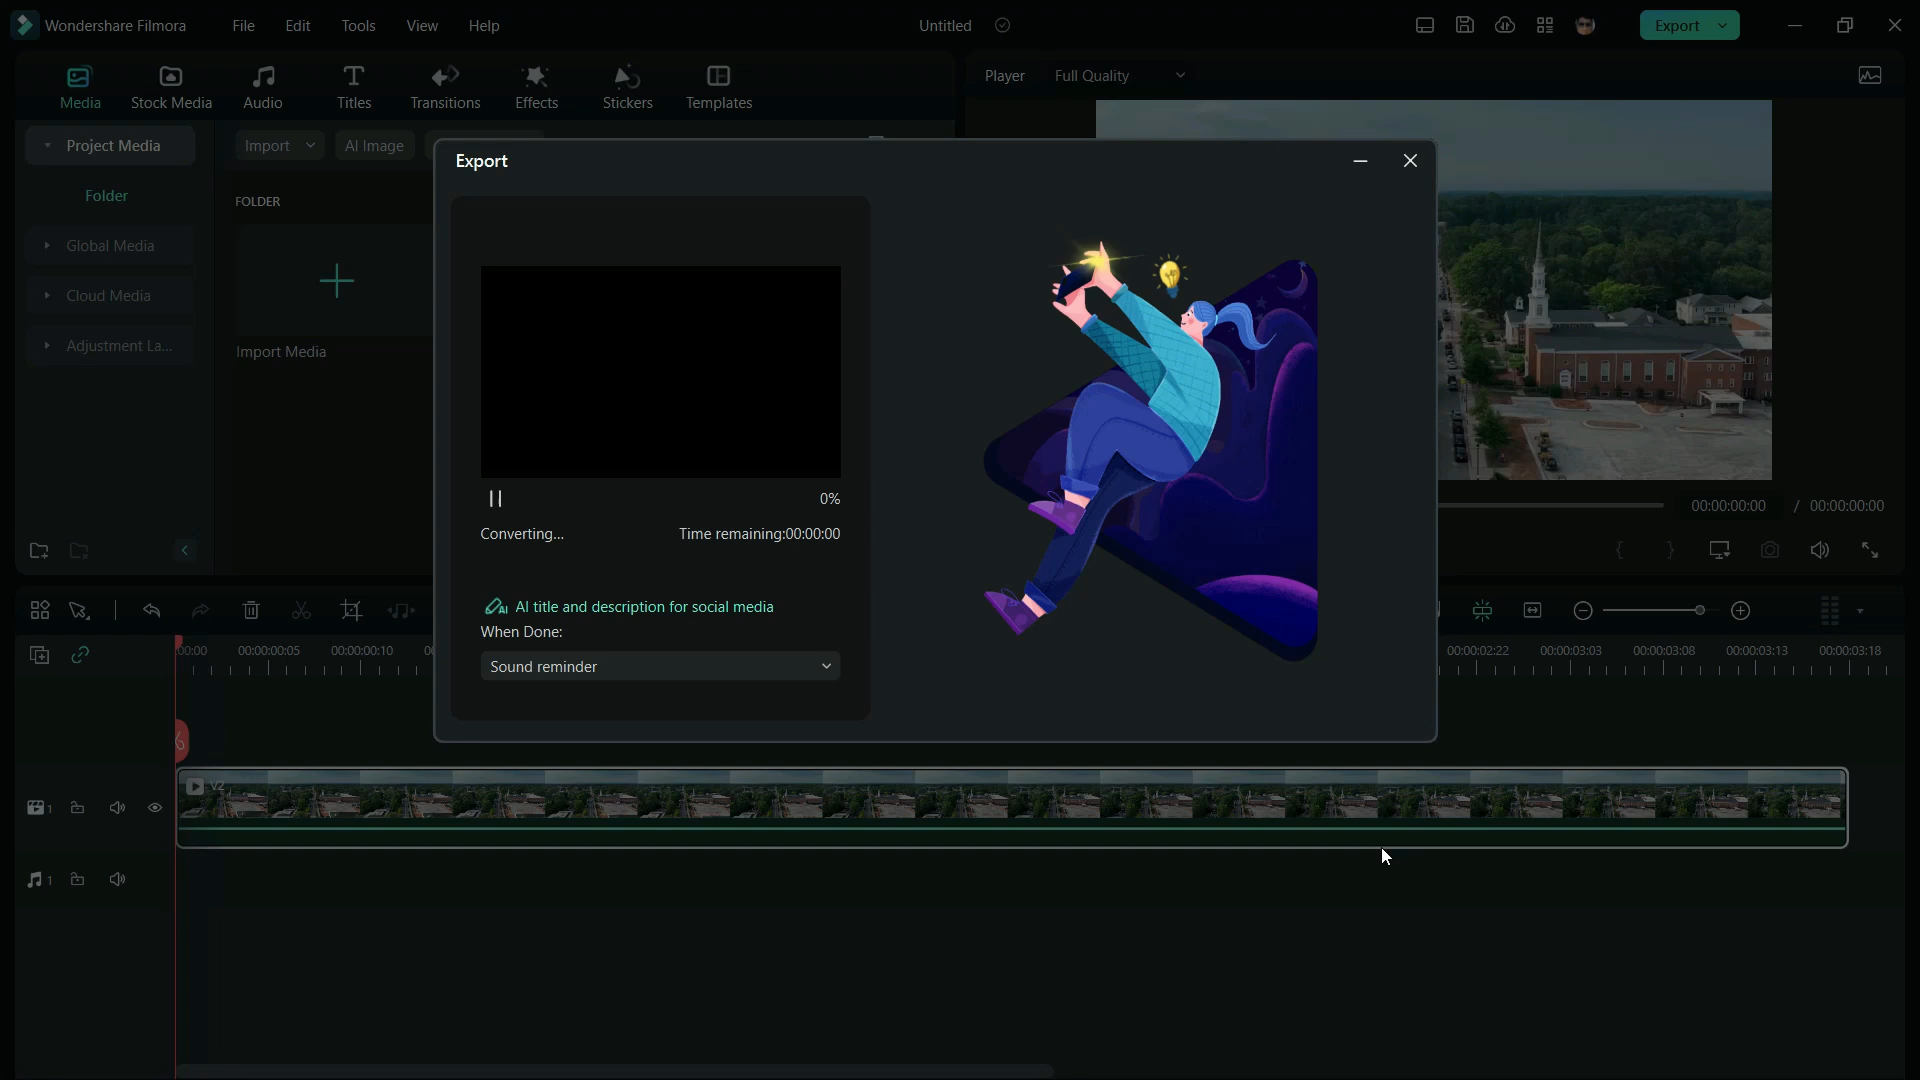 Wondershare Filmora
File
Edit
Tools
View
Help
Untitled
Export
Media
Stock Media
Audio
Titles
Transitions
Effects
Stickers
Templates
Player
Full Quality
Project Media
Import
AI Image
Folder
FOLDER
Global Media
Cloud Media
Adjustment La...
Import Media
Export
0%
Converting...
Time remaining:00:00:00
AI title and description for social media
When Done:
Sound reminder
00:00:00:00 / 00:00:00:00
00:00
00:00:00:05
00:00:00:10
00:00:02:22
00:00:03:03
00:00:03:08
00:00:03:13
00:00:03:18
V2
1
1